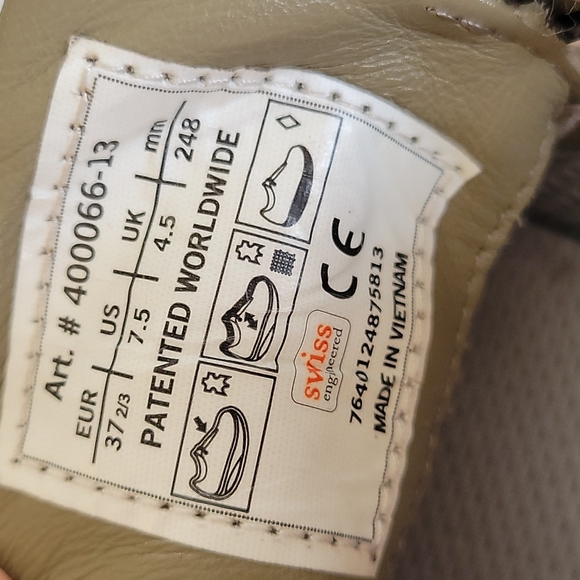 Art. # 400066-13
EUR US UK mm
37 2/3 7.5 4.5 248
PATENTED WORLDWIDE
CE
swiss
engineered
7640124875813
MADE IN VIETNAM